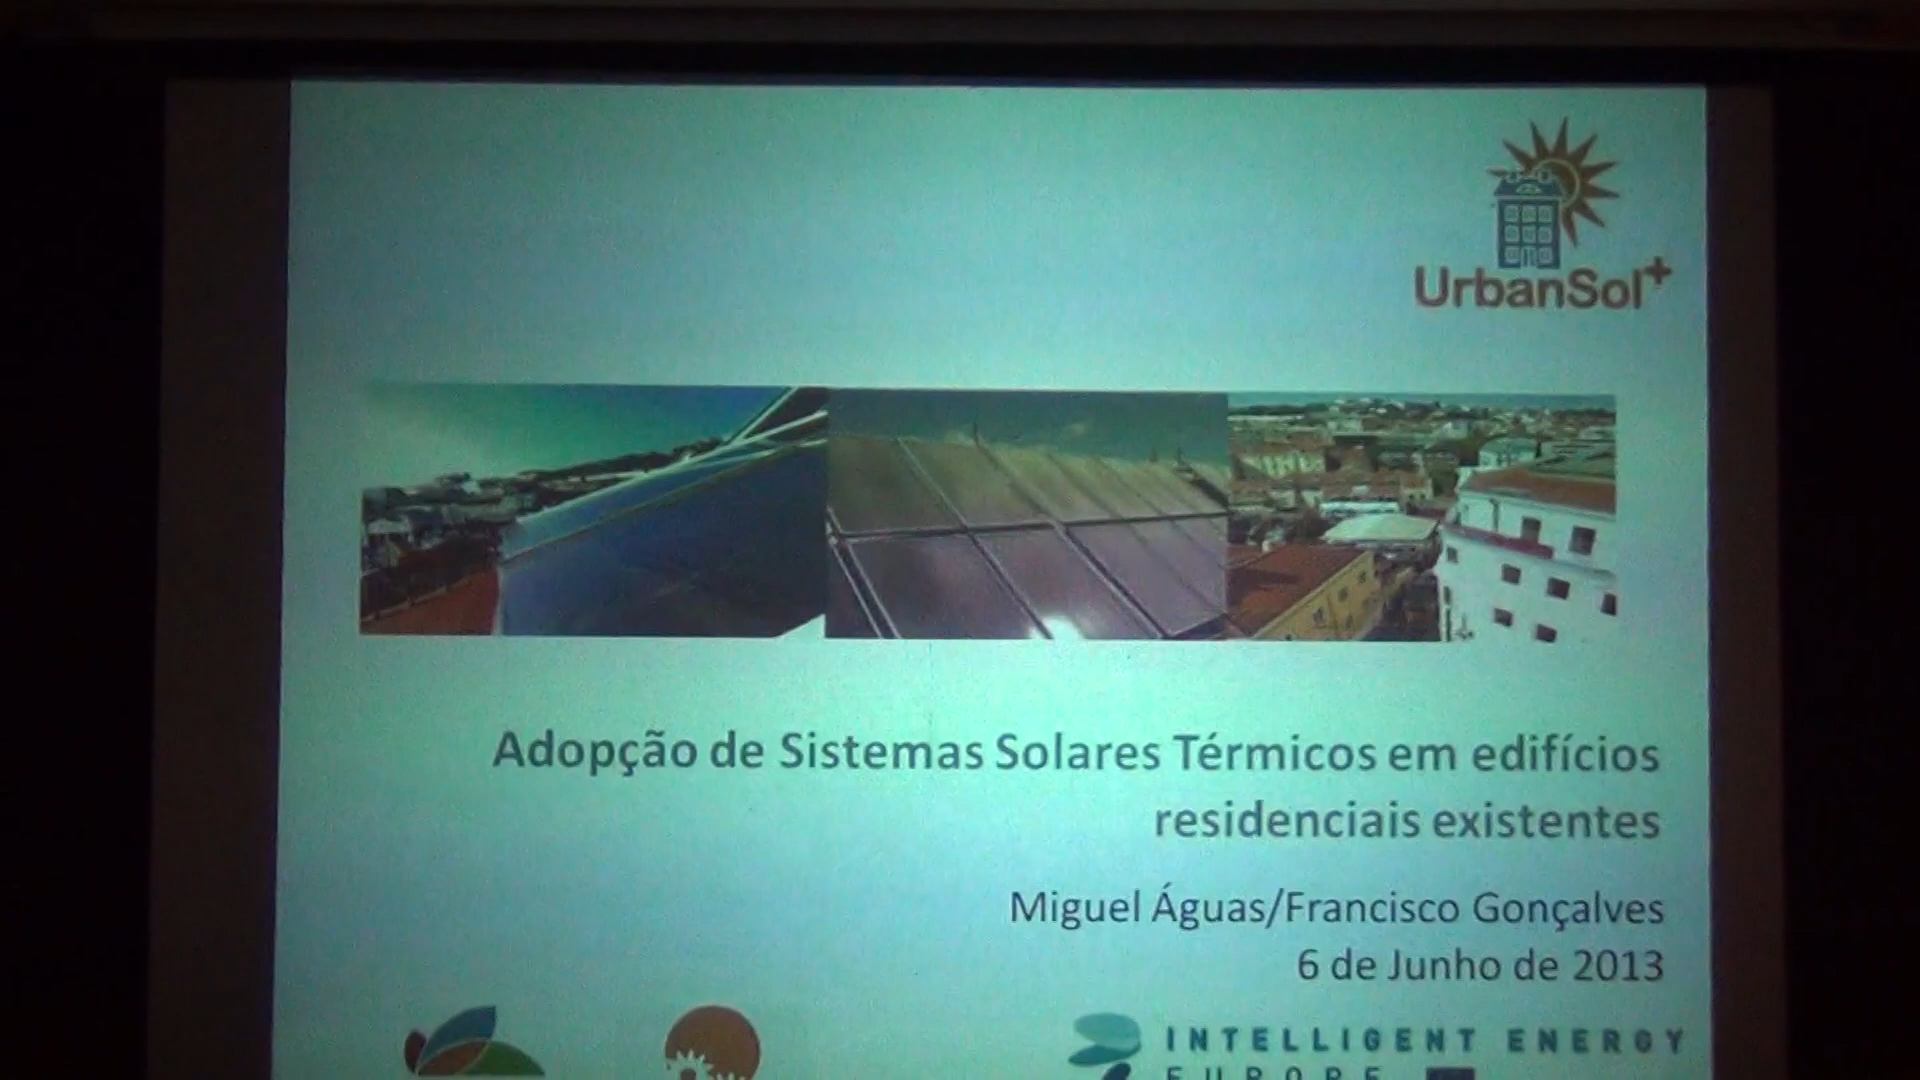 UrbanSol+
Adopção de Sistemas Solares Térmicos em edifícios
residenciais existentes
Miguel Águas/Francisco Gonçalves
6 de Junho de 2013
INTELLIGENT ENERGY
EUROPE